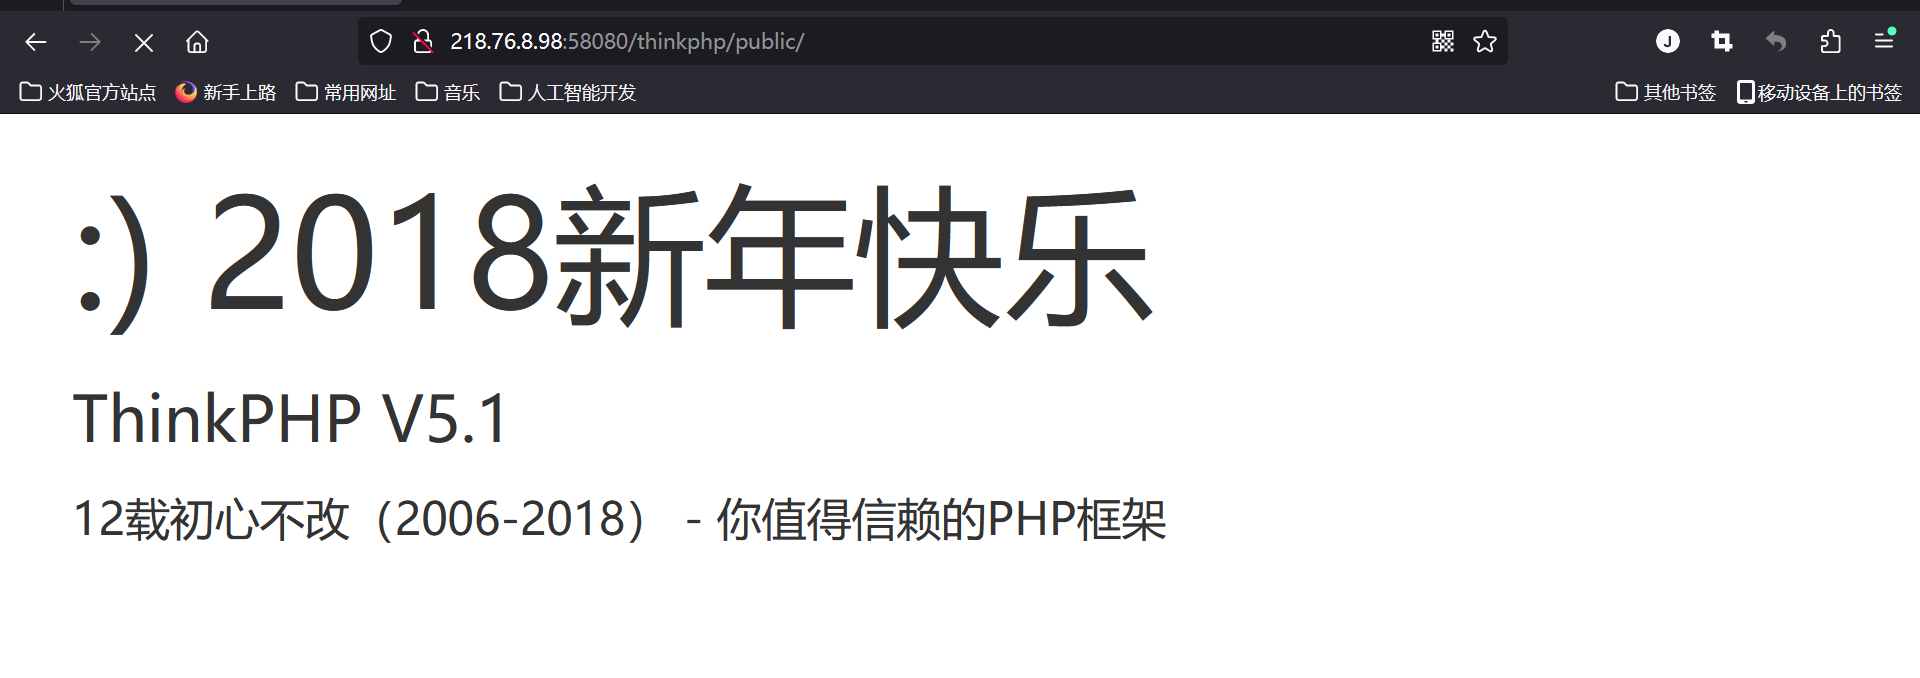 218.76.8.98:58080/thinkphp/public/
J
火狐官方站点 新手上路 常用网址 音乐 人工智能开发 其他书签 移动设备上的书签
:) 2018新年快乐
ThinkPHP V5.1
12载初心不改（2006-2018） - 你值得信赖的PHP框架